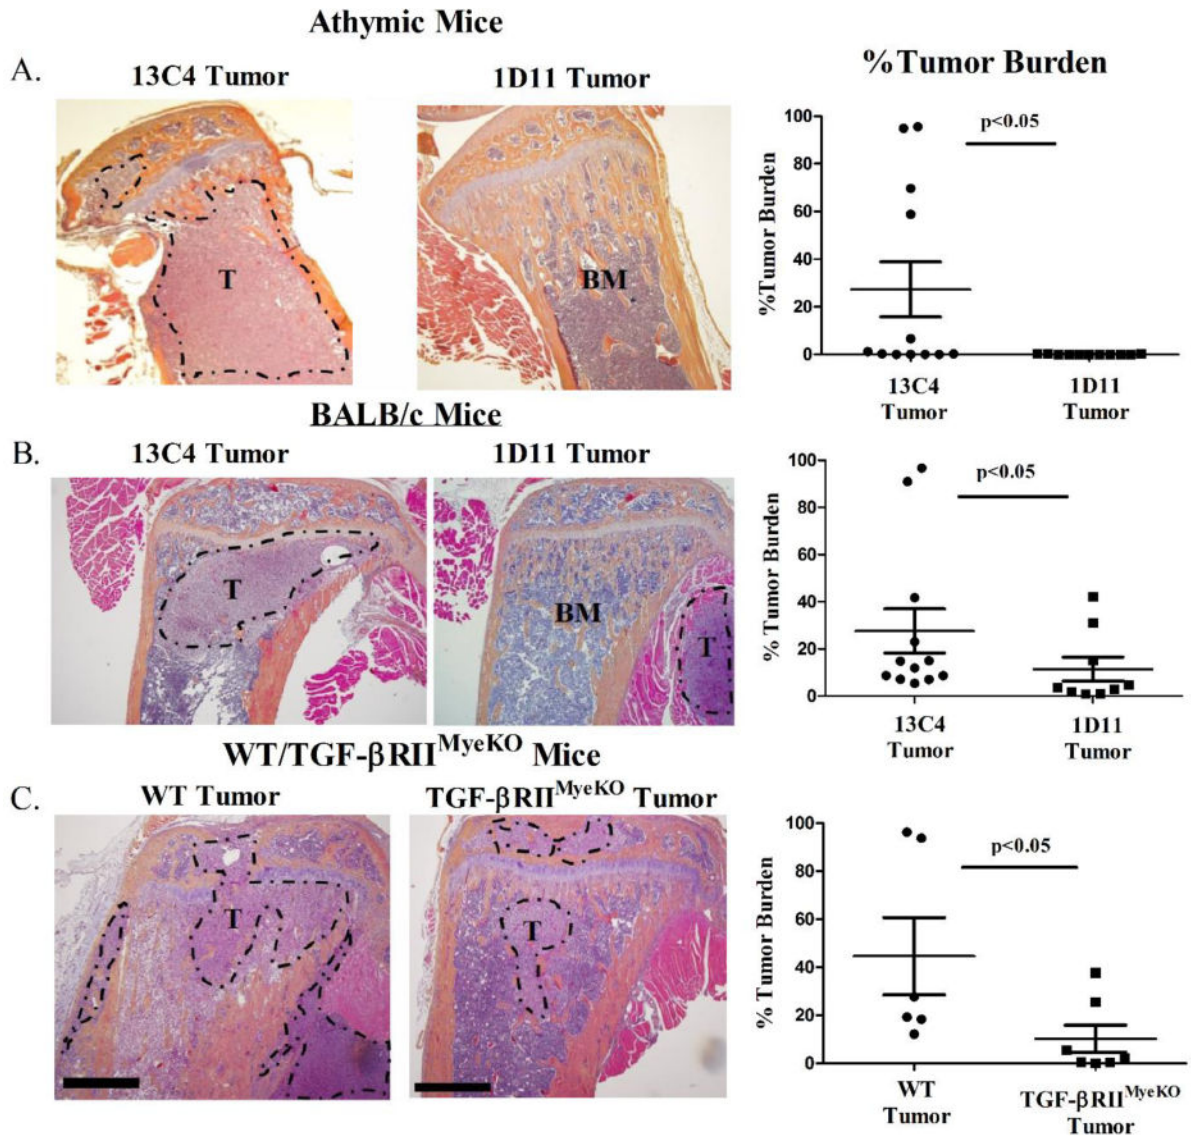 Athymic Mice
A.
13C4 Tumor
1D11 Tumor
%Tumor Burden
T
BM
%Tumor Burden
100
80
60
40
20
0
p<0.05
13C4
Tumor
1D11
Tumor
BALB/c Mice
B.
13C4 Tumor
1D11 Tumor
T
BM
T
% Tumor Burden
100
80
60
40
20
0
p<0.05
13C4
Tumor
1D11
Tumor
WT/TGF-βRII^MyeKO Mice
C.
WT Tumor
TGF-βRII^MyeKO Tumor
T
T
% Tumor Burden
100
80
60
40
20
0
p<0.05
WT
Tumor
TGF-βRII^MyeKO
Tumor